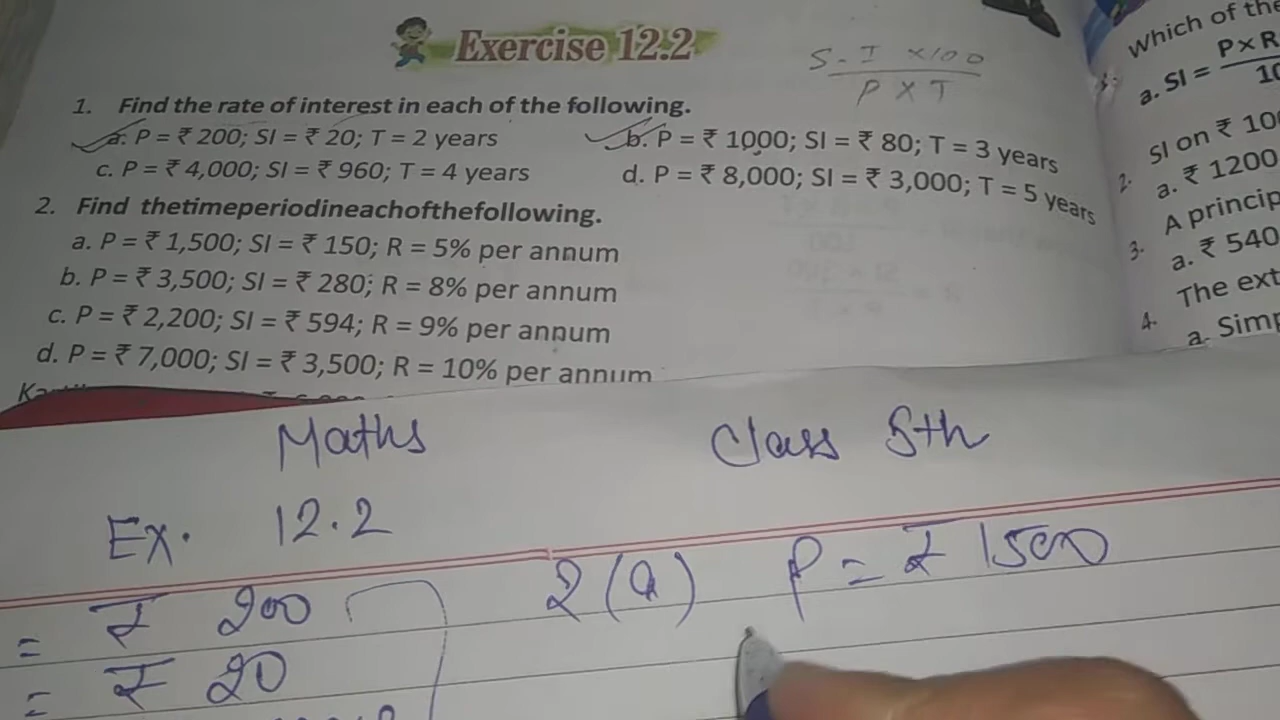 Exercise 12.2
S.I ×100
P × T
1. Find the rate of interest in each of the following.
a. P = ₹ 200; SI = ₹ 20; T = 2 years
b. P = ₹ 1000; SI = ₹ 80; T = 3 years
c. P = ₹ 4,000; SI = ₹ 960; T = 4 years
d. P = ₹ 8,000; SI = ₹ 3,000; T = 5 years
2. Find thetimeperiodineachofthefollowing.
a. P = ₹ 1,500; SI = ₹ 150; R = 5% per annum
b. P = ₹ 3,500; SI = ₹ 280; R = 8% per annum
c. P = ₹ 2,200; SI = ₹ 594; R = 9% per annum
d. P = ₹ 7,000; SI = ₹ 3,500; R = 10% per annum
Which of the
a. SI = P × R
2. SI on ₹
a. ₹ 1200
3. A princip
a. ₹ 540
4. The ext
a. Simp
Maths Class 5th
Ex. 12.2
= ₹ 200
= ₹ 20
2 (a) P = ₹ 1500